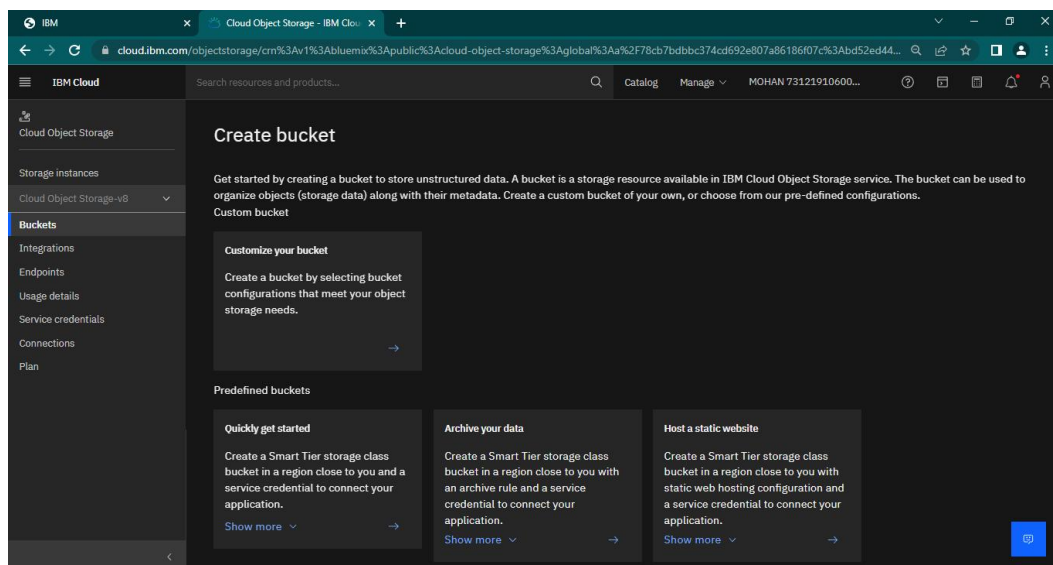 IBM
Cloud Object Storage - IBM Clou
cloud.ibm.com/objectstorage/crn%3Av1%3Abluemix%3Apublic%3Acloud-object-storage%3Aglobal%3Aa%2F78cb7bdbbc374cd692e807a86186f07c%3Abd52ed44...
IBM Cloud
Search resources and products...
Catalog
Manage
MOHAN 73121910600...
Cloud Object Storage
Storage instances
Cloud Object Storage-v8
Buckets
Integrations
Endpoints
Usage details
Service credentials
Connections
Plan
Create bucket
Get started by creating a bucket to store unstructured data. A bucket is a storage resource available in IBM Cloud Object Storage service. The bucket can be used to
organize objects (storage data) along with their metadata. Create a custom bucket of your own, or choose from our pre-defined configurations.
Custom bucket
Customize your bucket
Create a bucket by selecting bucket
configurations that meet your object
storage needs.
Predefined buckets
Quickly get started
Create a Smart Tier storage class
bucket in a region close to you and a
service credential to connect your
application.
Show more
Archive your data
Create a Smart Tier storage class
bucket in a region close to you with
an archive rule and a service
credential to connect your
application.
Show more
Host a static website
Create a Smart Tier storage class
bucket in a region close to you with
static web hosting configuration and
a service credential to connect your
application.
Show more